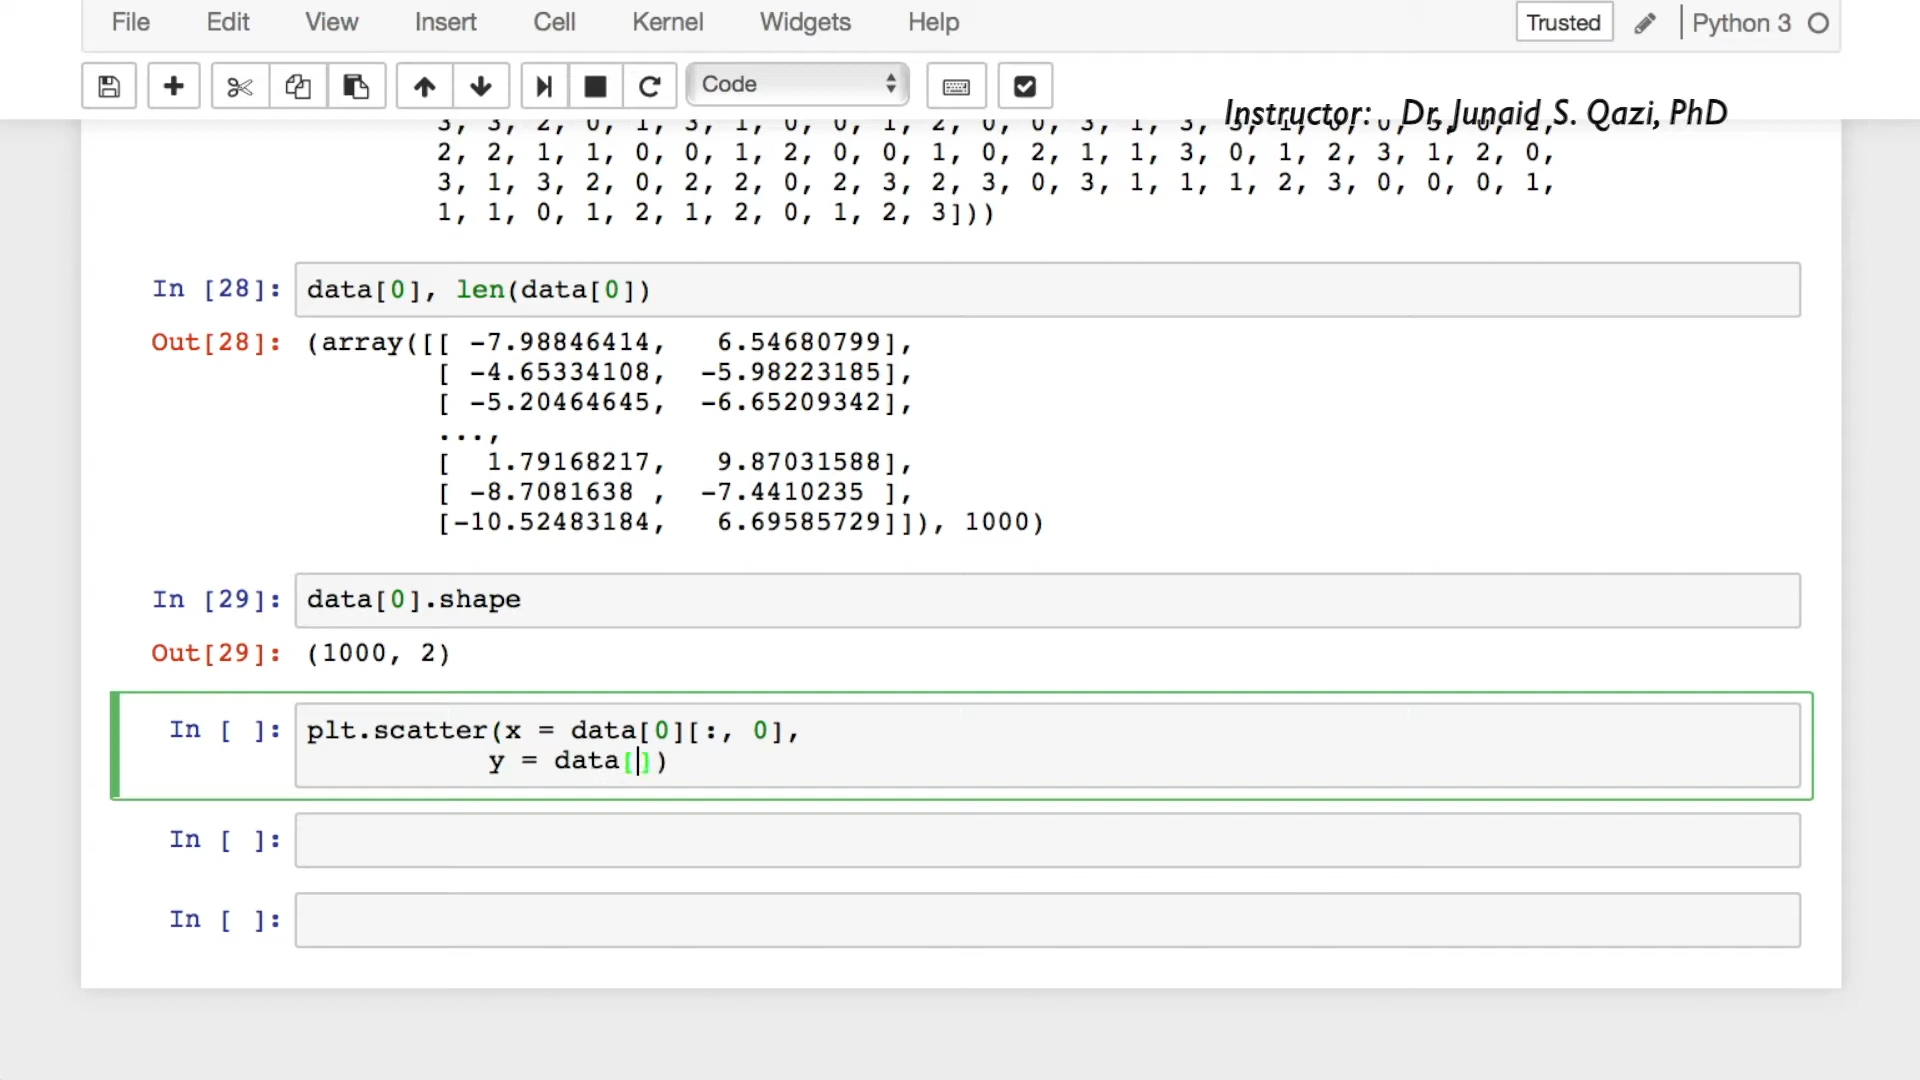 File Edit View Insert Cell Kernel Widgets Help Trusted Python 3
Code
Instructor: Dr. Junaid S. Qazi, PhD
2, 2, 1, 1, 0, 0, 1, 2, 0, 0, 1, 0, 2, 1, 1, 3, 0, 1, 2, 3, 1, 2, 0,
3, 1, 3, 2, 0, 2, 2, 0, 2, 3, 2, 3, 0, 3, 1, 1, 1, 2, 3, 0, 0, 0, 1,
1, 1, 0, 1, 2, 1, 2, 0, 1, 2, 3]))
In [28]: data[0], len(data[0])
Out[28]: (array([[ -7.98846414, 6.54680799],
[ -4.65334108, -5.98223185],
[ -5.20464645, -6.65209342],
...,
[ 1.79168217, 9.87031588],
[ -8.7081638 , -7.4410235 ],
[-10.52483184, 6.69585729]]), 1000)
In [29]: data[0].shape
Out[29]: (1000, 2)
In [ ]: plt.scatter(x = data[0][:, 0],
y = data[])
In [ ]:
In [ ]: